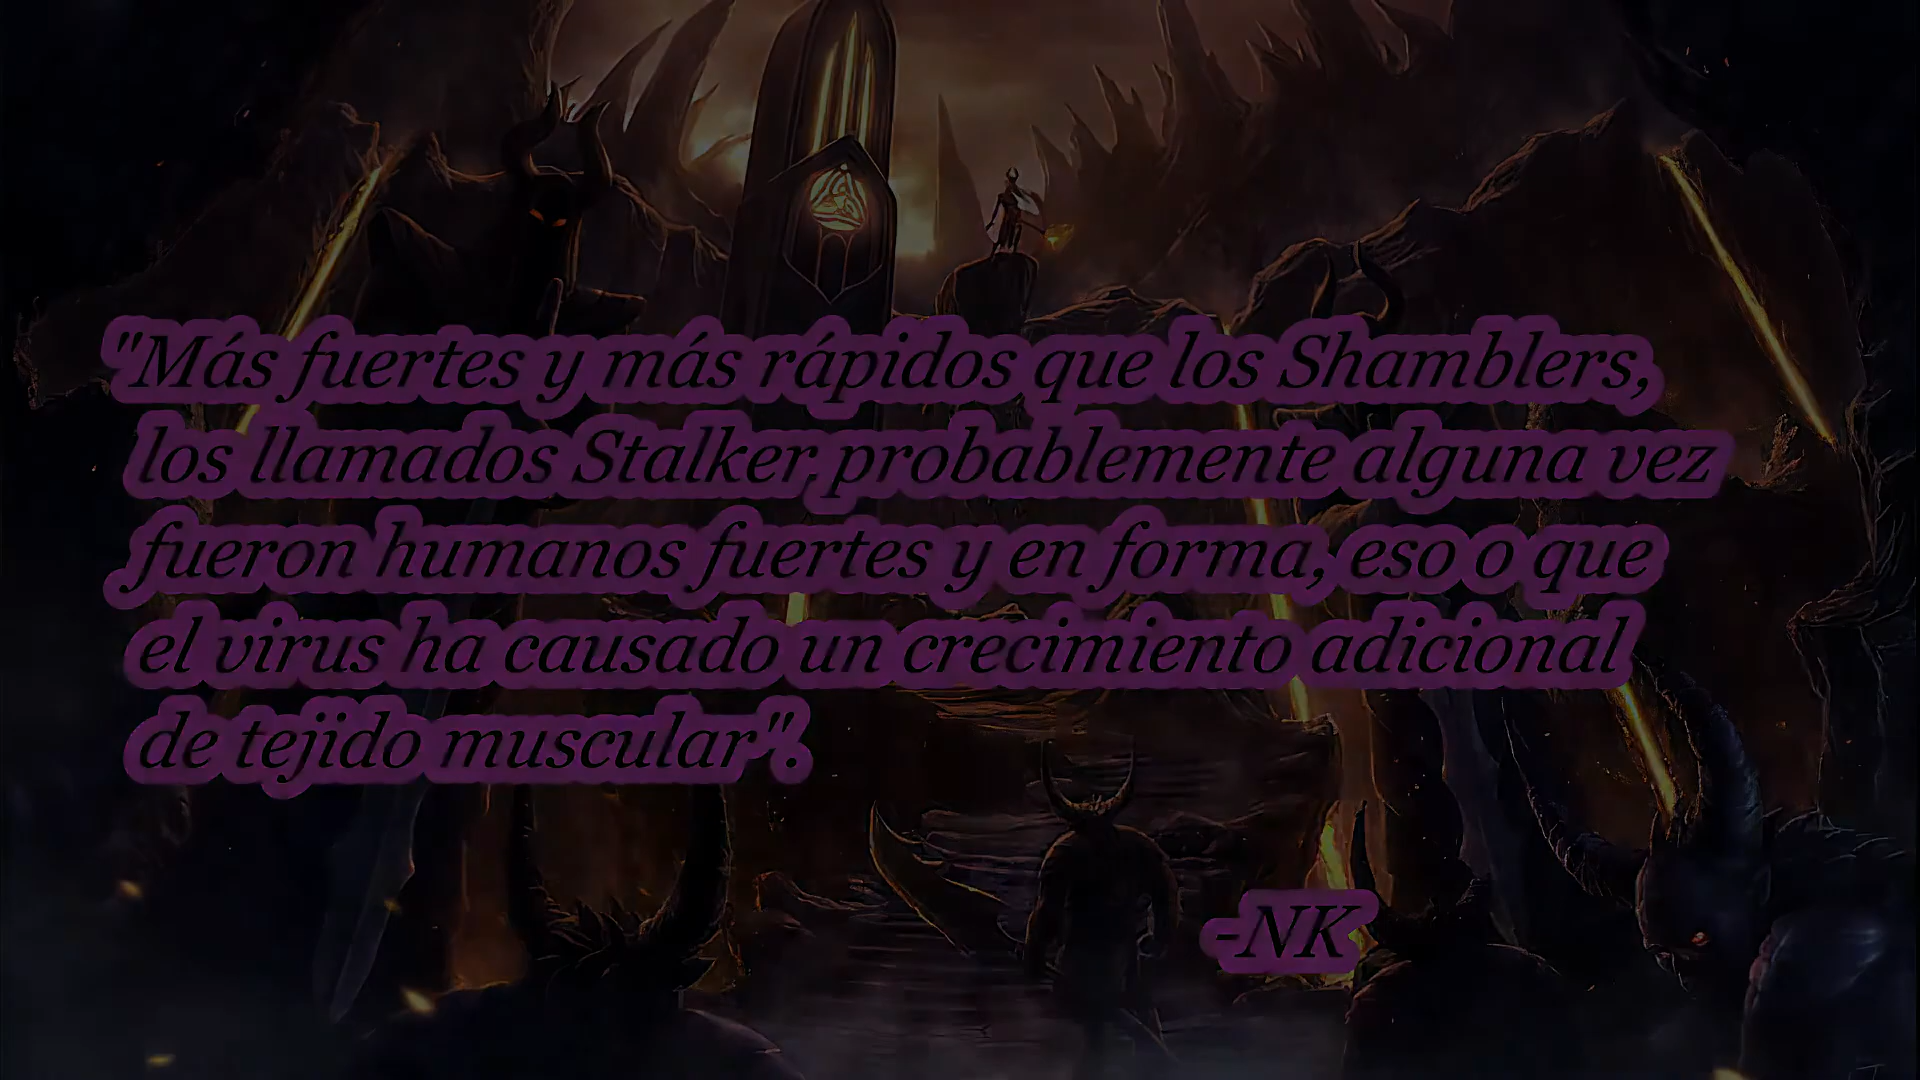 "Más fuertes y más rápidos que los Shamblers,
los llamados Stalker, probablemente alguna vez
fueron humanos fuertes y en forma, eso o que
el virus ha causado un crecimiento adicional
de tejido muscular".
-NK